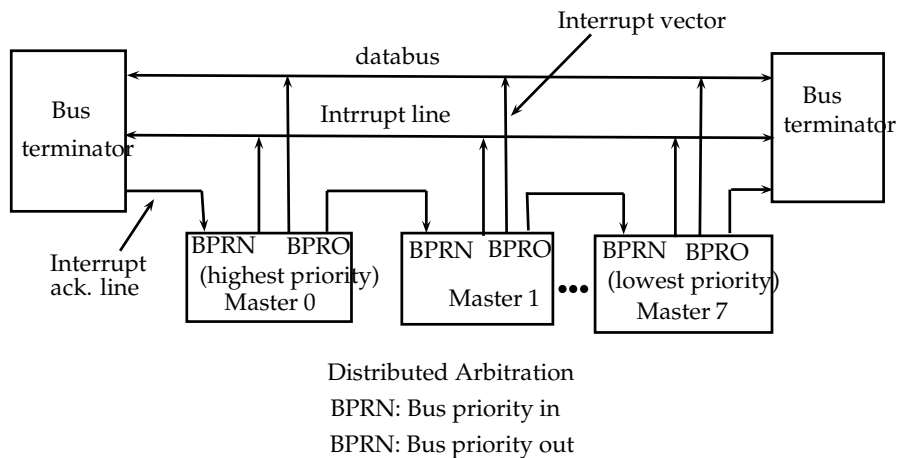 Interrupt vector
databus
Bus
terminator
Intrrupt line
Bus
terminator
BPRN
BPRO
(highest priority)
Master 0
BPRN
BPRO
Master 1
BPRN
BPRO
(lowest priority)
Master 7
Interrupt
ack. line
Distributed Arbitration
BPRN: Bus priority in
BPRN: Bus priority out